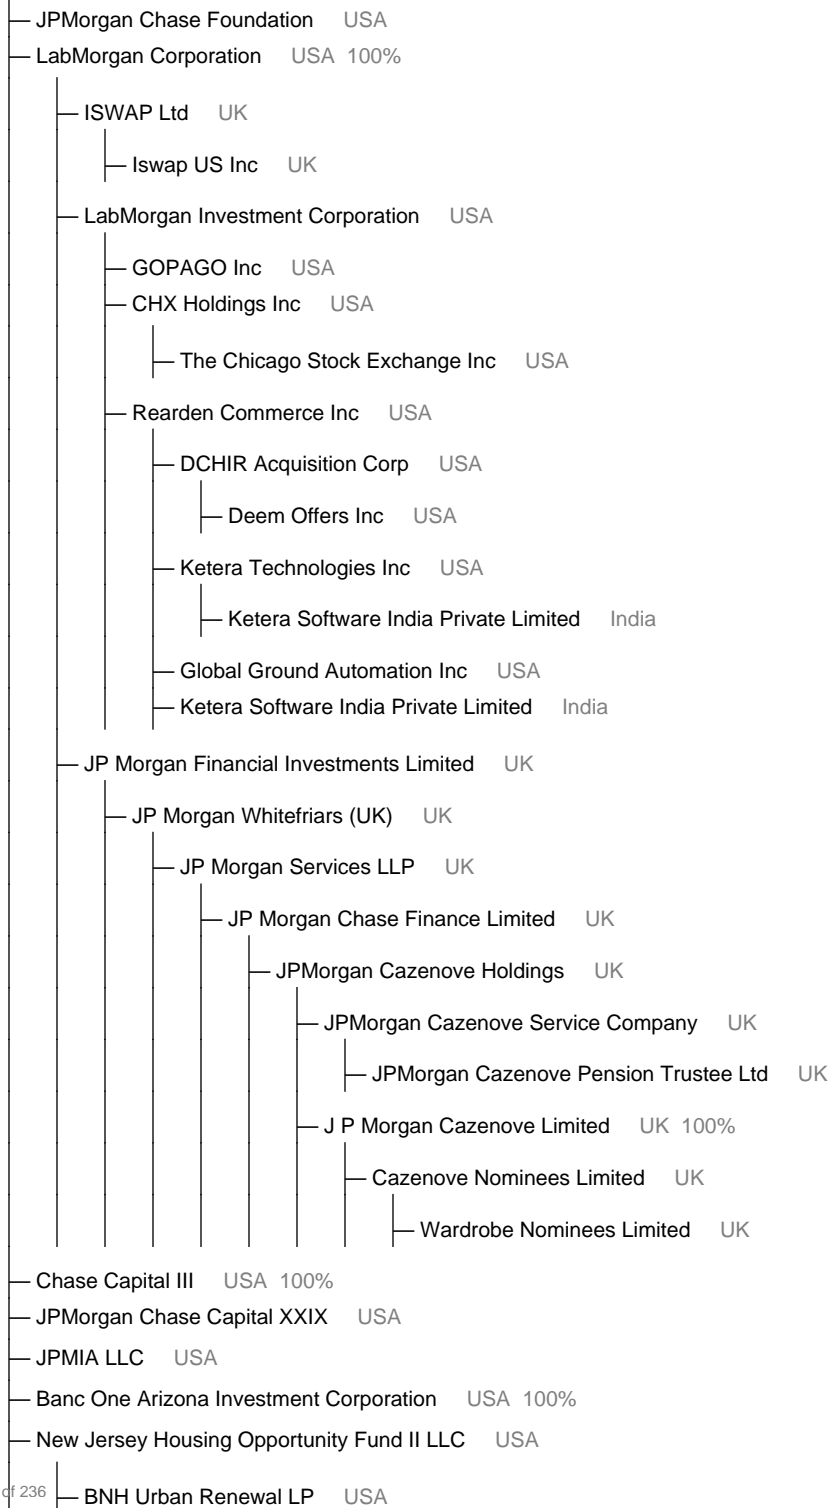 JPMorgan Chase Foundation USA
LabMorgan Corporation USA 100%
ISWAP Ltd UK
Iswap US Inc UK
LabMorgan Investment Corporation USA
GOPAGO Inc USA
CHX Holdings Inc USA
The Chicago Stock Exchange Inc USA
Rearden Commerce Inc USA
DCHIR Acquisition Corp USA
Deem Offers Inc USA
Ketera Technologies Inc USA
Ketera Software India Private Limited India
Global Ground Automation Inc USA
Ketera Software India Private Limited India
JP Morgan Financial Investments Limited UK
JP Morgan Whitefriars (UK) UK
JP Morgan Services LLP UK
JP Morgan Chase Finance Limited UK
JPMorgan Cazenove Holdings UK
JPMorgan Cazenove Service Company UK
JPMorgan Cazenove Pension Trustee Ltd UK
J P Morgan Cazenove Limited UK 100%
Cazenove Nominees Limited UK
Wardrobe Nominees Limited UK
Chase Capital III USA 100%
JPMorgan Chase Capital XXIX USA
JPMIA LLC USA
Banc One Arizona Investment Corporation USA 100%
New Jersey Housing Opportunity Fund II LLC USA
of 236
BNH Urban Renewal LP USA